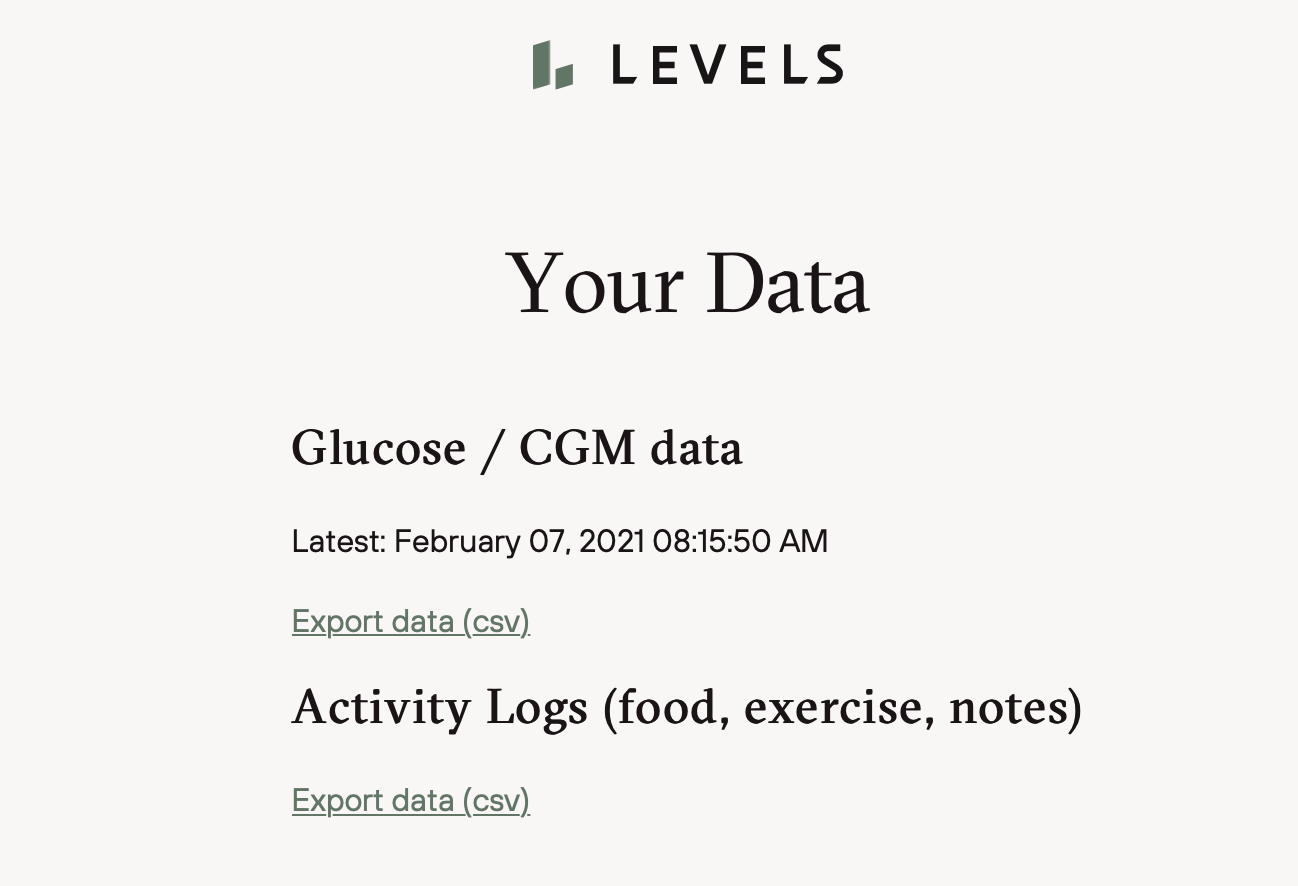 LEVELS
Your Data
Glucose / CGM data
Latest: February 07, 2021 08:15:50 AM
Export data (csv)
Activity Logs (food, exercise, notes)
Export data (csv)